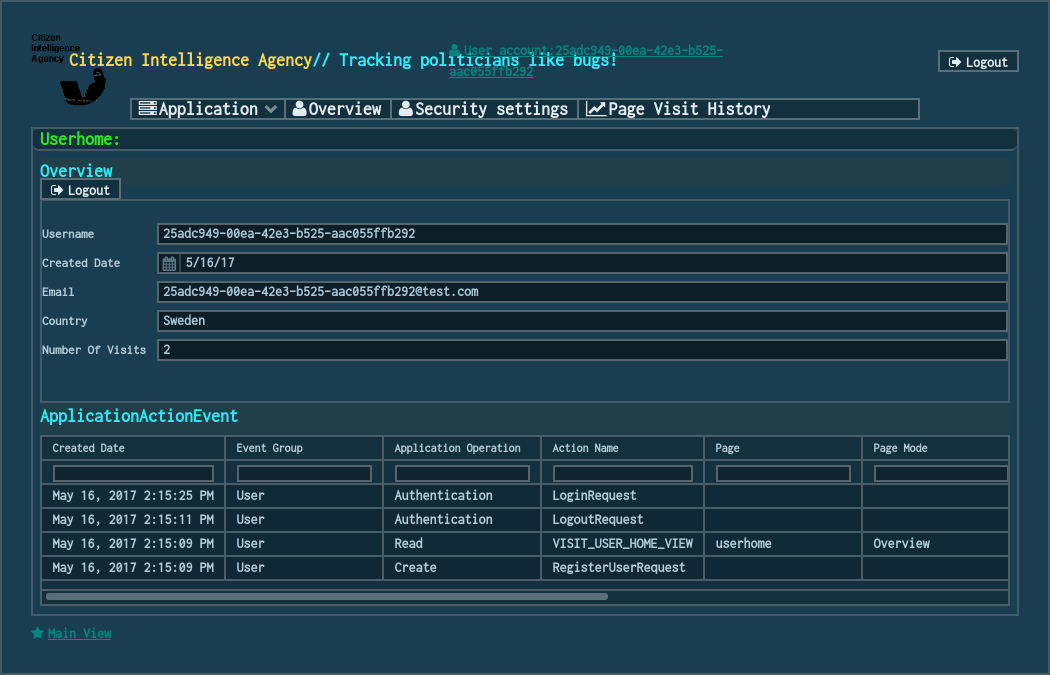 Citizen
Intelligence
Agency
Citizen Intelligence Agency// Tracking politicians like bugs!
User account:25adc949-00ea-42e3-b525-
aac055ffb292
Logout
Application Overview Security settings Page Visit History
Userhome:
Overview
Logout
Username 25adc949-00ea-42e3-b525-aac055ffb292
Created Date 5/16/17
Email 25adc949-00ea-42e3-b525-aac055ffb292@test.com
Country Sweden
Number Of Visits 2
ApplicationActionEvent
Created Date Event Group Application Operation Action Name Page Page Mode
May 16, 2017 2:15:25 PM User Authentication LoginRequest
May 16, 2017 2:15:11 PM User Authentication LogoutRequest
May 16, 2017 2:15:09 PM User Read VISIT_USER_HOME_VIEW userhome Overview
May 16, 2017 2:15:09 PM User Create RegisterUserRequest
Main View